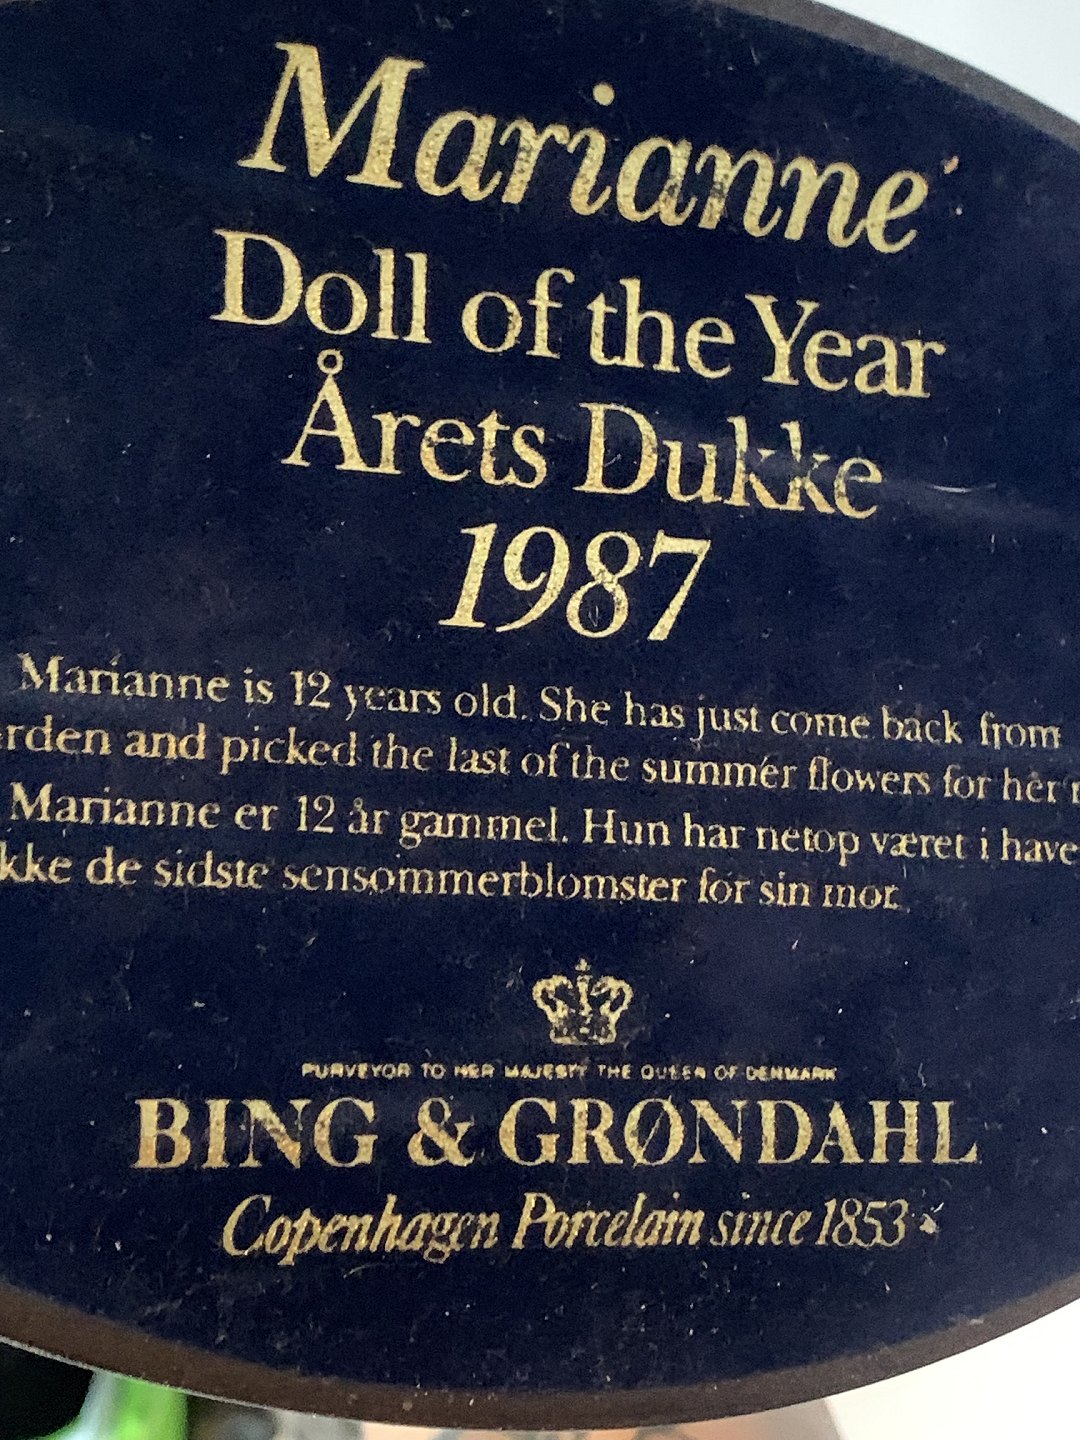 Marianne
Doll of the Year
Årets Dukke
1987
Marianne is 12 years old. She has just come back from
rden and picked the last of the summer flowers for her
Marianne er 12 år gammel. Hun har netop været i have
kke de sidste sensommerblomster for sin mor.
PURVEYOR TO HER MAJESTY THE QUEEN OF DENMARK
BING & GRØNDAHL
Copenhagen Porcelain since 1853